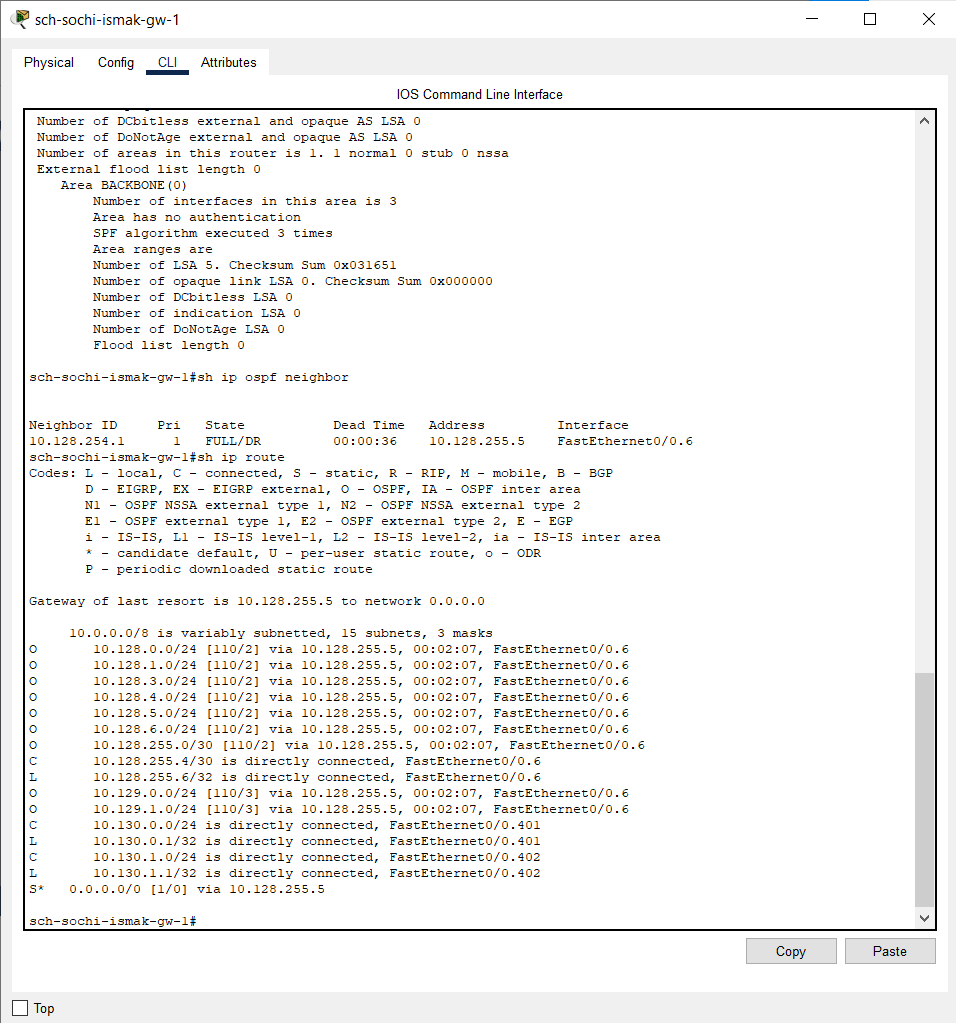 sch-sochi-ismak-gw-1
Physical Config CLI Attributes
IOS Command Line Interface
Number of DCbitless external and opaque AS LSA 0
Number of DoNotAge external and opaque AS LSA 0
Number of areas in this router is 1. 1 normal 0 stub 0 nssa
External flood list length 0
Area BACKBONE(0)
Number of interfaces in this area is 3
Area has no authentication
SPF algorithm executed 3 times
Area ranges are
Number of LSA 5. Checksum Sum 0x031651
Number of opaque link LSA 0. Checksum Sum 0x000000
Number of DCbitless LSA 0
Number of indication LSA 0
Number of DoNotAge LSA 0
Flood list length 0
sch-sochi-ismak-gw-1#sh ip ospf neighbor
Neighbor ID Pri State Dead Time Address Interface
10.128.254.1 1 FULL/DR 00:00:36 10.128.255.5 FastEthernet0/0.6
sch-sochi-ismak-gw-1#sh ip route
Codes: L - local, C - connected, S - static, R - RIP, M - mobile, B - BGP
D - EIGRP, EX - EIGRP external, O - OSPF, IA - OSPF inter area
N1 - OSPF NSSA external type 1, N2 - OSPF NSSA external type 2
E1 - OSPF external type 1, E2 - OSPF external type 2, E - EGP
i - IS-IS, L1 - IS-IS level-1, L2 - IS-IS level-2, ia - IS-IS inter area
* - candidate default, U - per-user static route, o - ODR
P - periodic downloaded static route
Gateway of last resort is 10.128.255.5 to network 0.0.0.0
10.0.0.0/8 is variably subnetted, 15 subnets, 3 masks
O 10.128.0.0/24 [110/2] via 10.128.255.5, 00:02:07, FastEthernet0/0.6
O 10.128.1.0/24 [110/2] via 10.128.255.5, 00:02:07, FastEthernet0/0.6
O 10.128.3.0/24 [110/2] via 10.128.255.5, 00:02:07, FastEthernet0/0.6
O 10.128.4.0/24 [110/2] via 10.128.255.5, 00:02:07, FastEthernet0/0.6
O 10.128.5.0/24 [110/2] via 10.128.255.5, 00:02:07, FastEthernet0/0.6
O 10.128.6.0/24 [110/2] via 10.128.255.5, 00:02:07, FastEthernet0/0.6
O 10.128.255.0/30 [110/2] via 10.128.255.5, 00:02:07, FastEthernet0/0.6
C 10.128.255.4/30 is directly connected, FastEthernet0/0.6
L 10.128.255.6/32 is directly connected, FastEthernet0/0.6
O 10.129.0.0/24 [110/3] via 10.128.255.5, 00:02:07, FastEthernet0/0.6
O 10.129.1.0/24 [110/3] via 10.128.255.5, 00:02:07, FastEthernet0/0.6
C 10.130.0.0/24 is directly connected, FastEthernet0/0.401
L 10.130.0.1/32 is directly connected, FastEthernet0/0.401
C 10.130.1.0/24 is directly connected, FastEthernet0/0.402
L 10.130.1.1/32 is directly connected, FastEthernet0/0.402
S* 0.0.0.0/0 [1/0] via 10.128.255.5
sch-sochi-ismak-gw-1#
Copy Paste
Top